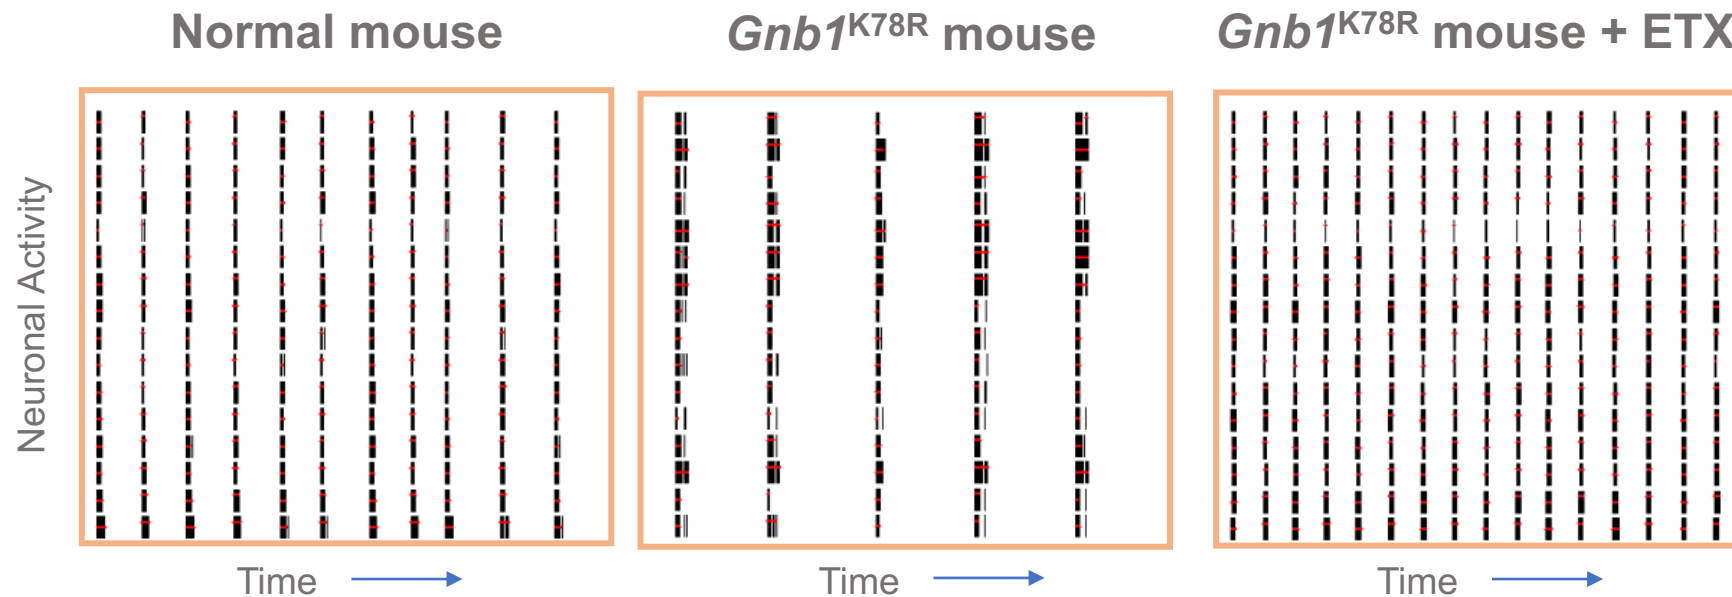 Normal mouse
Gnb1K78R mouse
Gnb1K78R mouse + ETX
Neuronal Activity
Time
Time
Time